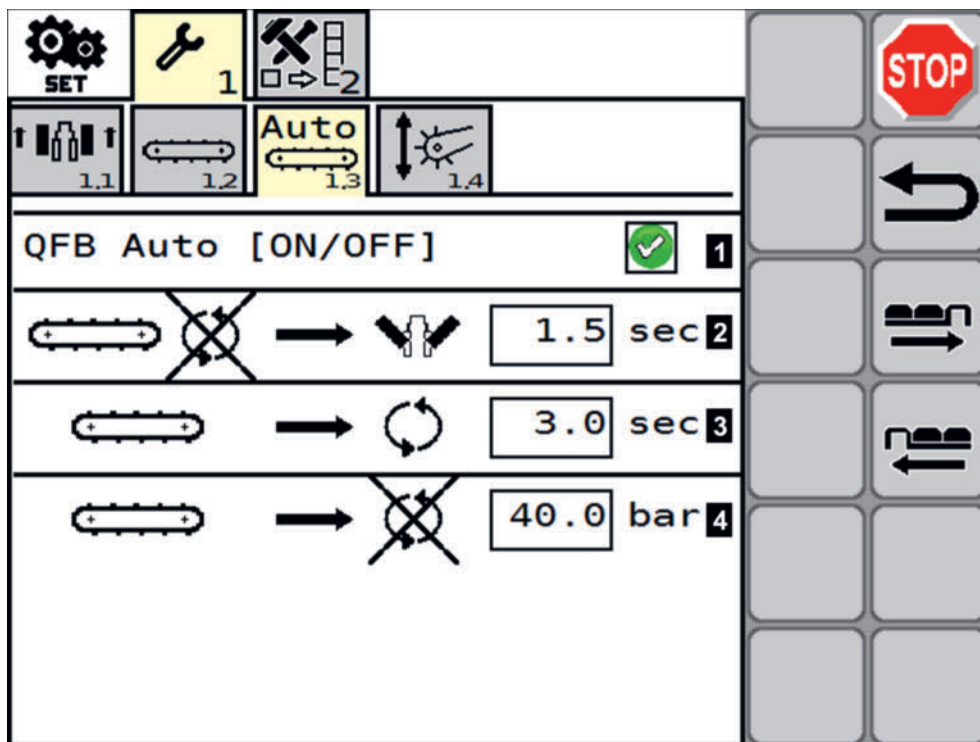 SET
1
2
STOP
1.1
1.2
Auto
1.3
1.4
QFB Auto [ON/OFF] 1
1.5 sec 2
3.0 sec 3
40.0 bar 4